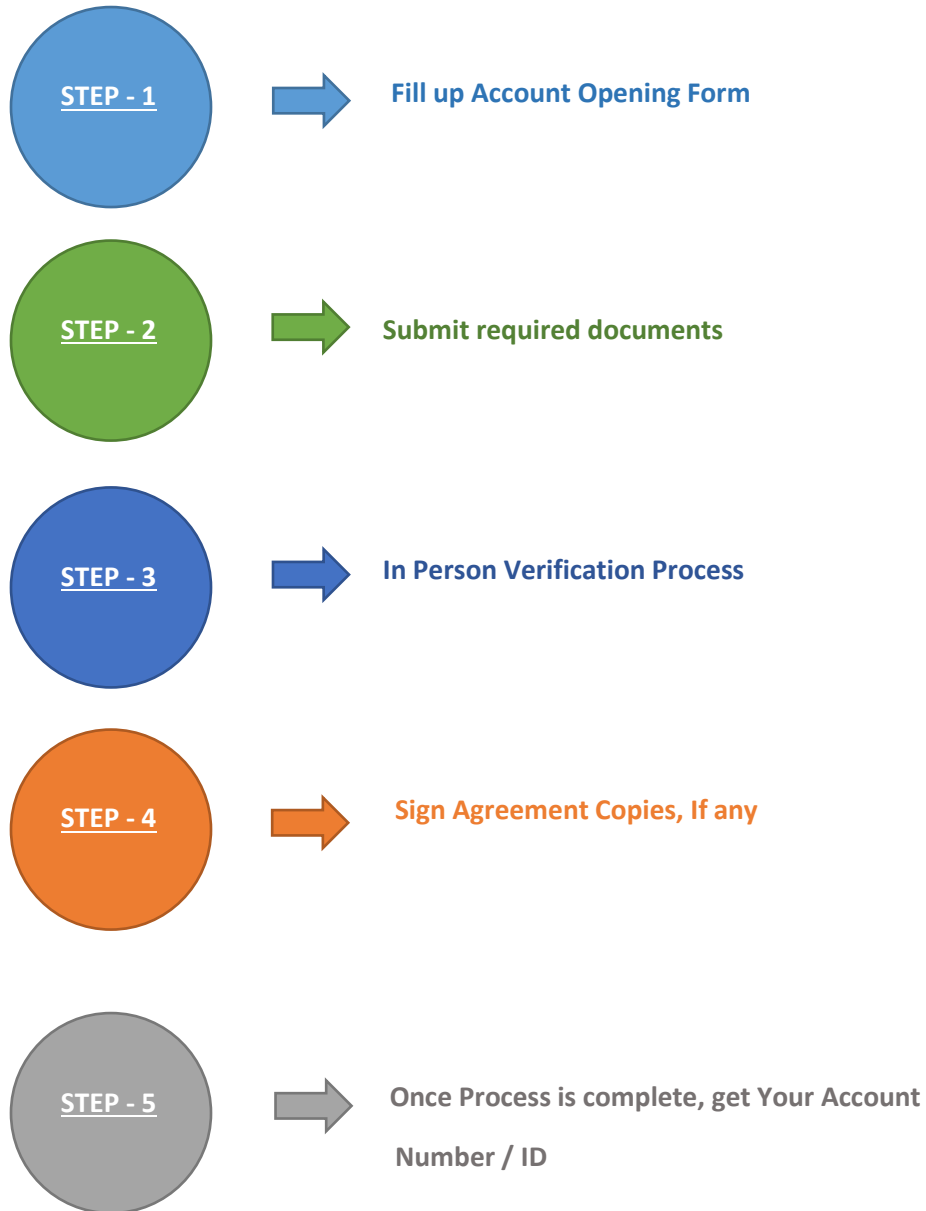 STEP - 1
Fill up Account Opening Form
STEP - 2
Submit required documents
STEP - 3
In Person Verification Process
STEP - 4
Sign Agreement Copies, If any
STEP - 5
Once Process is complete, get Your Account
Number / ID